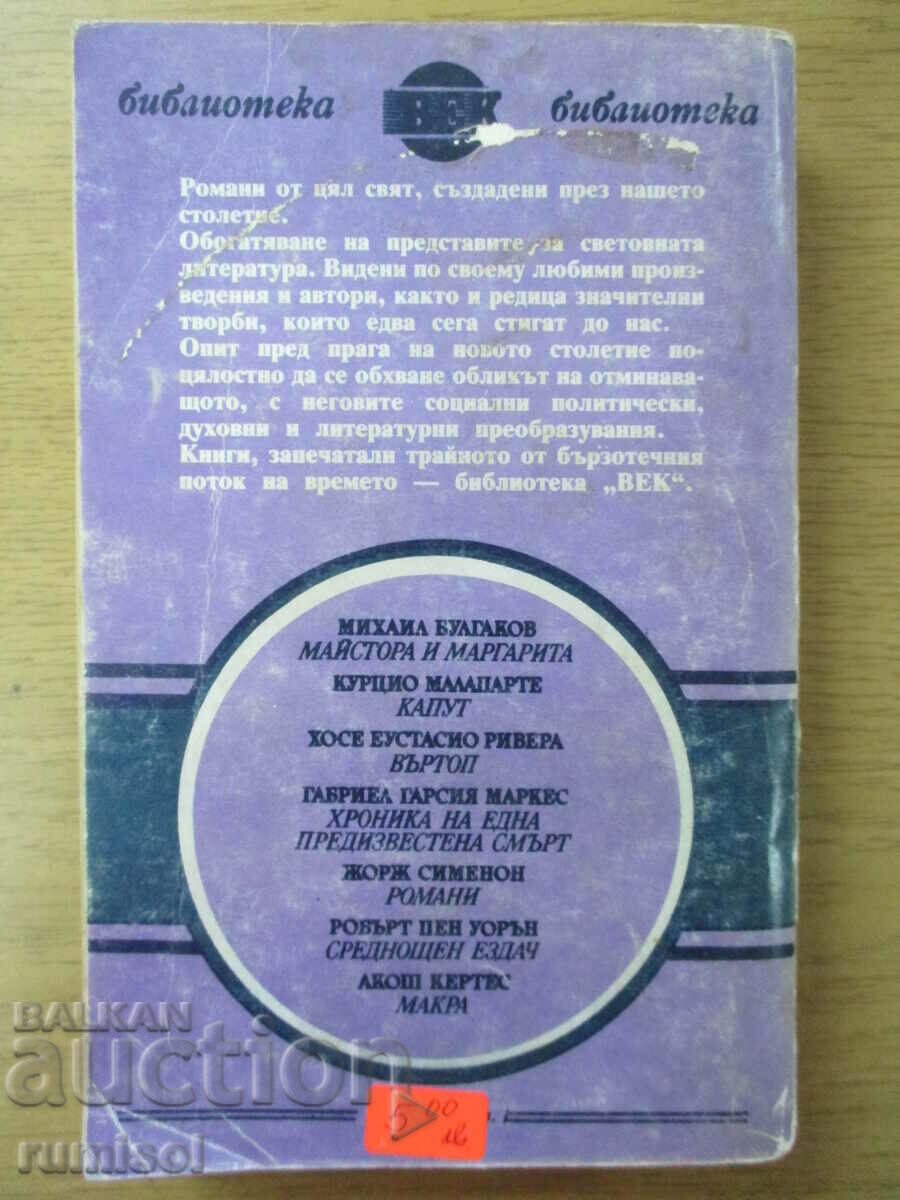 библиотека ВЕК библиотека
Романи от цял свят, създадени през нашето
столетие.
Обогатяване на представите за световната
литература. Видени по своему любими произ-
ведения и автори, както и редица значителни
творби, които едва сега стигат до нас.
Опит пред прага на новото столетие по-
цялостно да се обхване обликът на отминава-
щото, с неговите социални политически,
духовни и литературни преобразувания.
Книги, запечатали трайното от бързотечния
поток на времето — библиотека „ВЕК“.
МИХАИЛ БУЛГАКОВ
МАЙСТОРА И МАРГАРИТА
КУРЦИО МАЛАПАРТЕ
КАПУТ
ХОСЕ ЕУСТАСИО РИВЕРА
ВЪРТОП
ГАБРИЕЛ ГАРСИЯ МАРКЕС
ХРОНИКА НА ЕДНА
ПРЕДИЗВЕСТЕНА СМЪРТ
ЖОРЖ СИМЕНОН
РОМАНИ
РОБЪРТ ПЕН УОРЪН
СРЕДНОЩЕН ЕЗДАЧ
АКОШ КЕРТЕС
МАКРА
BALKAN
auction
5 00
лв
rumisol